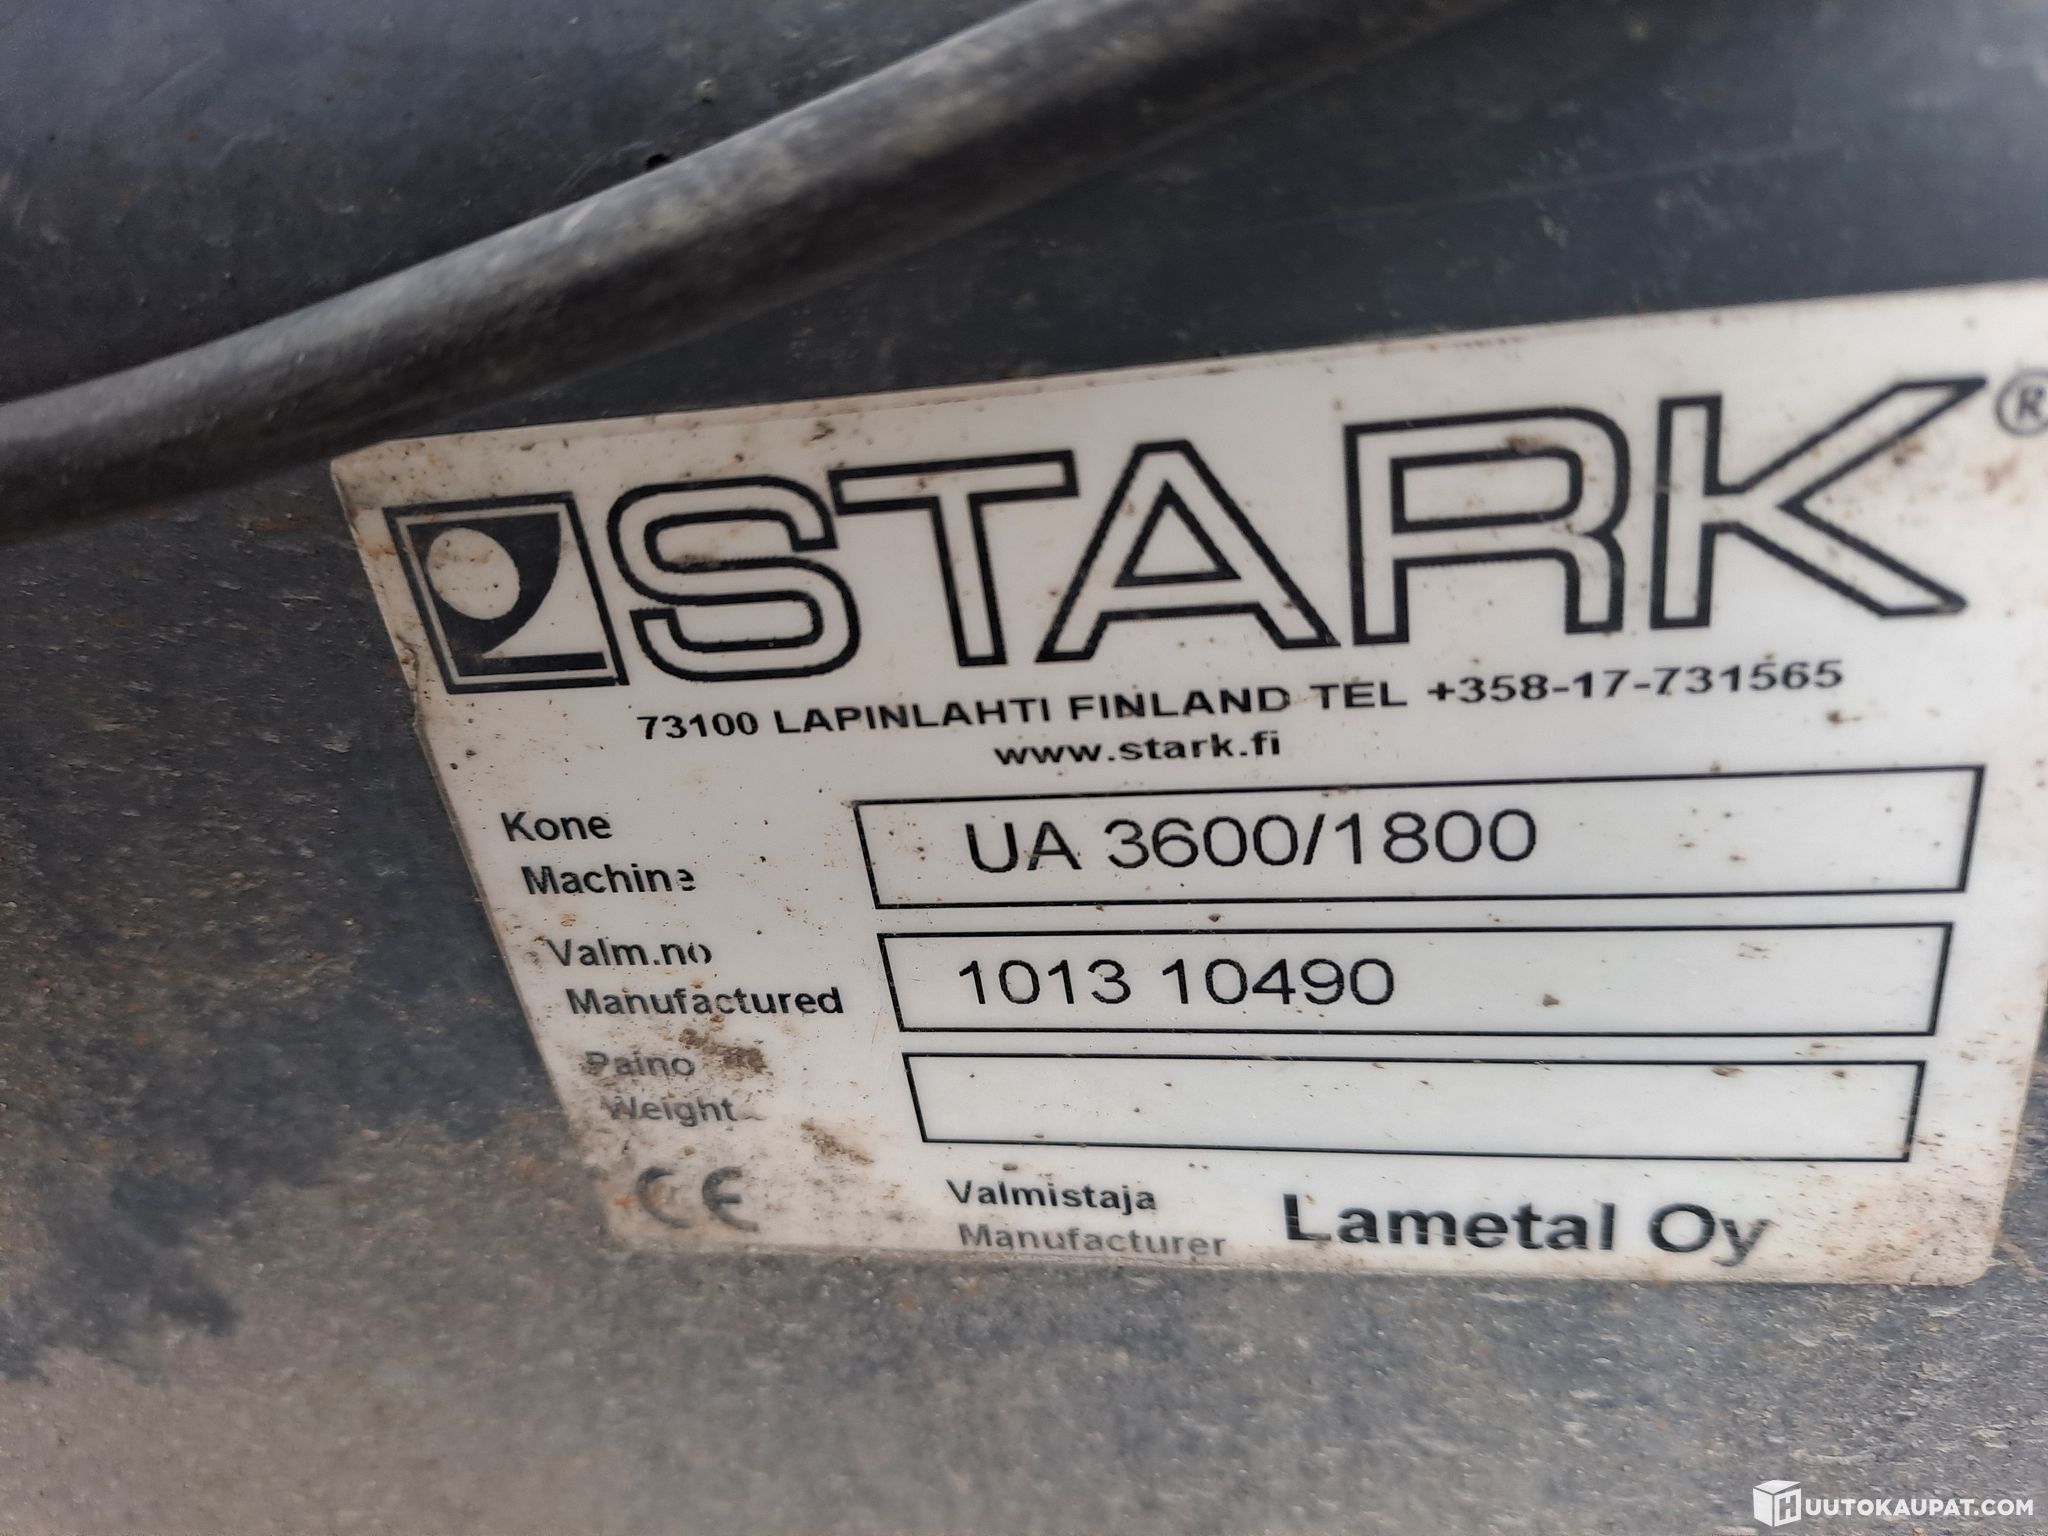 STARK®
73100 LAPINLAHTI FINLAND TEL +358-17-731565
www.stark.fi
Kone
Machine
UA 3600/1800
Valm.no
Manufactured
1013 10490
Paino
Weight
CE
Valmistaja
Manufacturer
Lametal Oy
HUUTOKAUPAT.COM